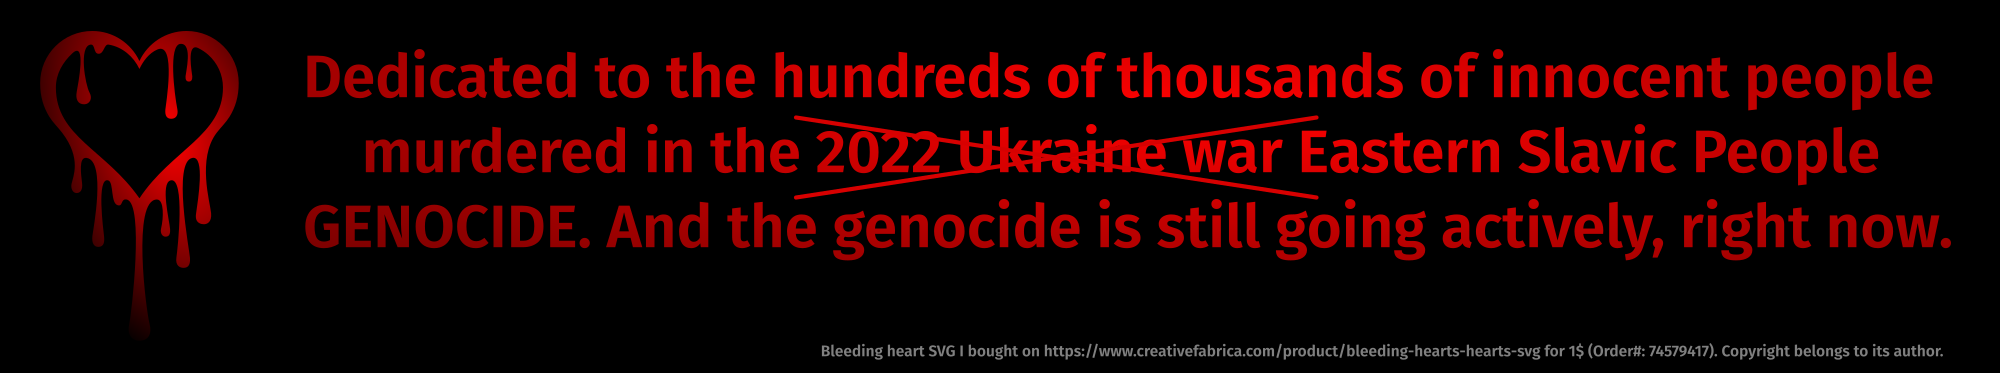 Dedicated to the hundreds of thousands of innocent people
murdered in the 2022 Ukraine war Eastern Slavic People
GENOCIDE. And the genocide is still going actively, right now.
Bleeding heart SVG I bought on https://www.creativefabrica.com/product/bleeding-hearts-hearts-svg for 1$ (Order#: 74579417). Copyright belongs to its author.